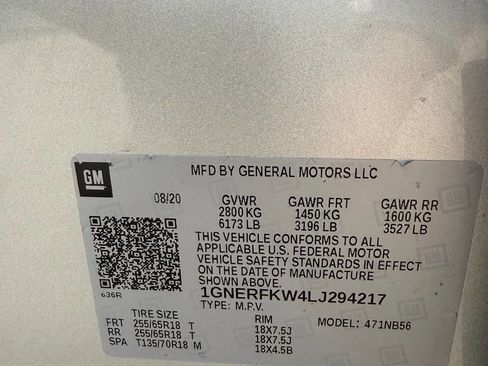 GM
MFD BY GENERAL MOTORS LLC
08/20 GVWR GAWR FRT GAWR RR
2800 KG 1450 KG 1600 KG
6173 LB 3196 LB 3527 LB
THIS VEHICLE CONFORMS TO ALL
APPLICABLE U.S. FEDERAL MOTOR
VEHICLE SAFETY STANDARDS IN EFFECT
ON THE DATE OF MANUFACTURE
SHOWN ABOVE.
636R
1GNERFKW4LJ294217
TYPE: M.P.V.
TIRE SIZE RIM MODEL: 471NB56
FRT 255/65R18 T 18X7.5J
RR 255/65R18 T 18X7.5J
SPA T135/70R18 M 18X4.5B